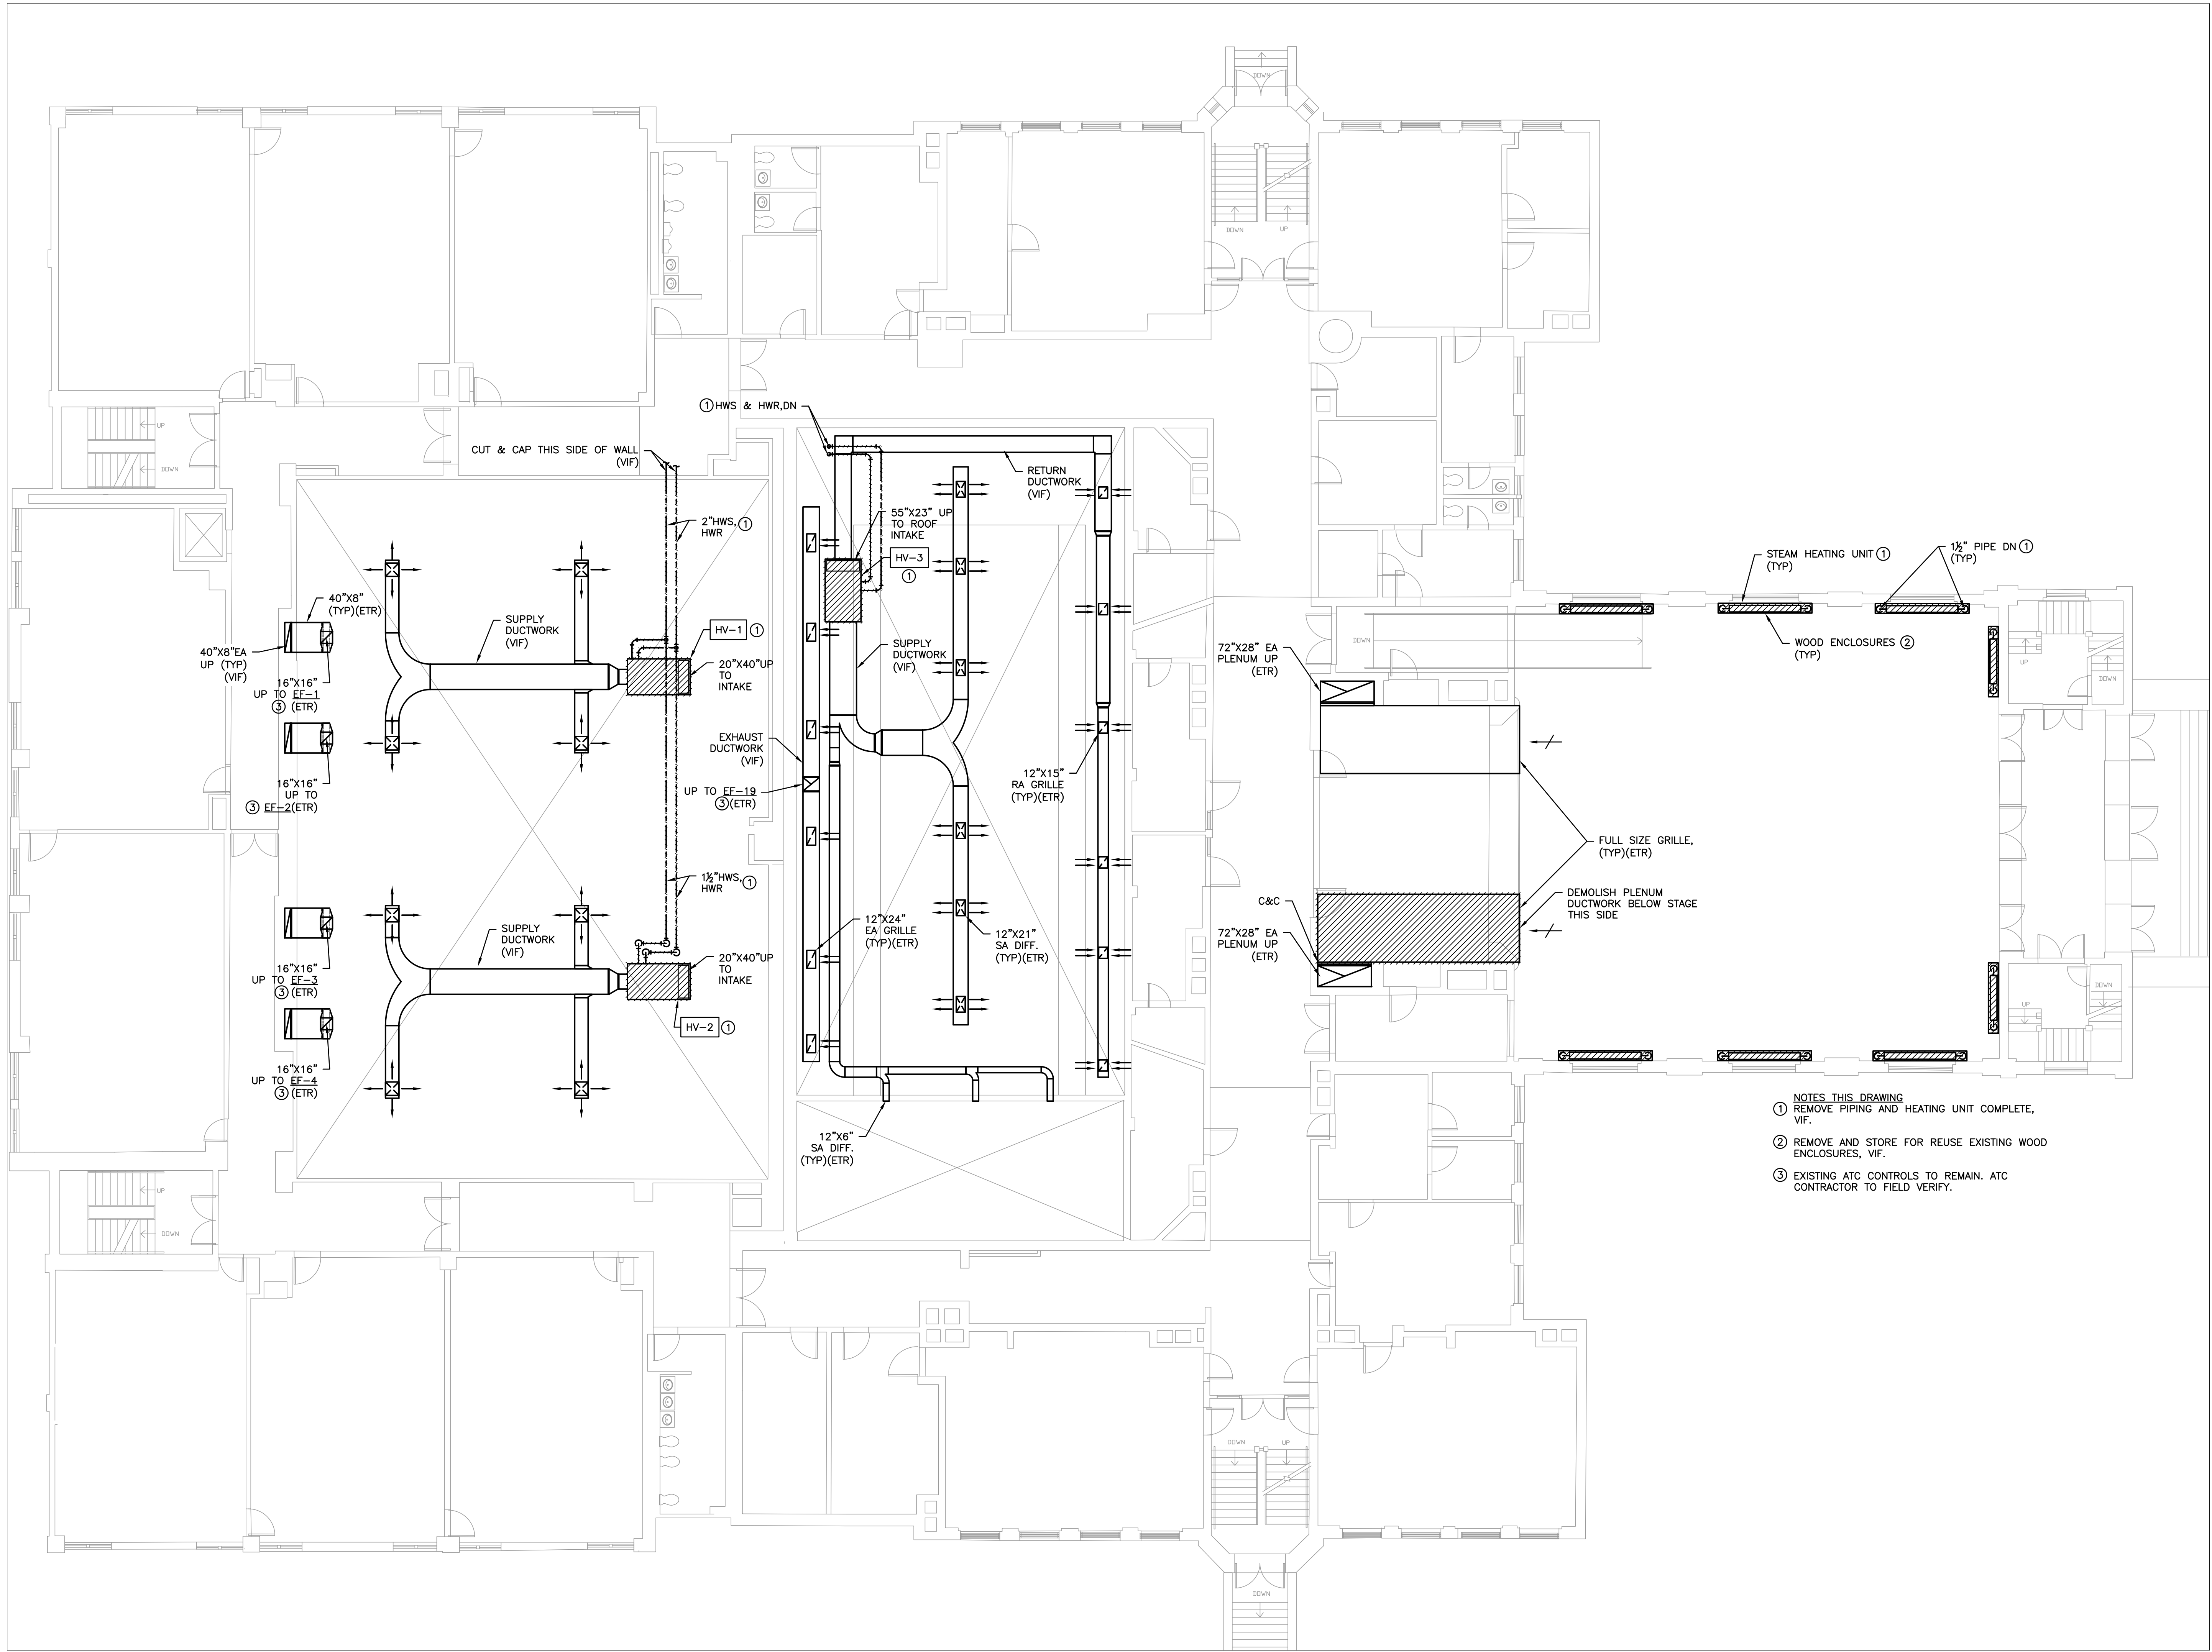 DOWN
DOWN
UP
UP
DOWN
① HWS & HWR,DN
CUT & CAP THIS SIDE OF WALL
(VIF)
RETURN
DUCTWORK
(VIF)
2"HWS,①
HWR
55"X23" UP
TO ROOF
INTAKE
HV-3
①
STEAM HEATING UNIT ①
(TYP)
1½" PIPE DN ①
(TYP)
40"X8"
(TYP)(ETR)
SUPPLY
DUCTWORK
(VIF)
HV-1 ①
40"X8"EA
UP (TYP)
(VIF)
20"X40"UP
TO
INTAKE
SUPPLY
DUCTWORK
(VIF)
DOWN
72"X28" EA
PLENUM UP
(ETR)
WOOD ENCLOSURES ②
(TYP)
UP
DOWN
16"X16"
UP TO EF-1
③ (ETR)
16"X16"
UP TO
③ EF-2(ETR)
EXHAUST
DUCTWORK
(VIF)
UP TO EF-19
③(ETR)
12"X15"
RA GRILLE
(TYP)(ETR)
FULL SIZE GRILLE,
(TYP)(ETR)
1½"HWS,①
HWR
12"X24"
EA GRILLE
(TYP)(ETR)
C&C
DEMOLISH PLENUM
DUCTWORK BELOW STAGE
THIS SIDE
SUPPLY
DUCTWORK
(VIF)
12"X21"
SA DIFF.
(TYP)(ETR)
72"X28" EA
PLENUM UP
(ETR)
16"X16"
UP TO EF-3
③ (ETR)
20"X40"UP
TO
INTAKE
HV-2 ①
DOWN
UP
16"X16"
UP TO EF-4
③ (ETR)
12"X6"
SA DIFF.
(TYP)(ETR)
NOTES THIS DRAWING
① REMOVE PIPING AND HEATING UNIT COMPLETE,
VIF.
② REMOVE AND STORE FOR REUSE EXISTING WOOD
ENCLOSURES, VIF.
③ EXISTING ATC CONTROLS TO REMAIN. ATC
CONTRACTOR TO FIELD VERIFY.
UP
DOWN
DOWN
UP
DOWN